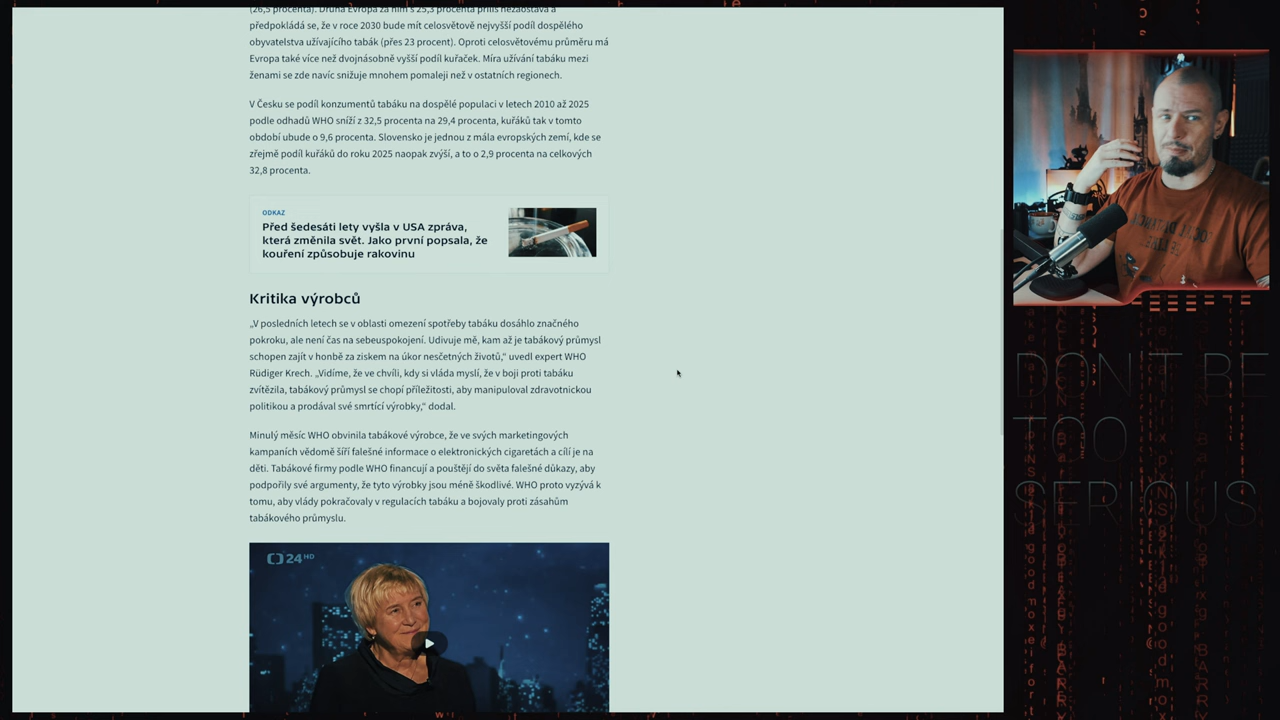 (26,5 procenta). Druhá Evropa za ním s 25,3 procenta příliš nezaostává a
předpokládá se, že v roce 2030 bude mít celosvětově nejvyšší podíl dospělého
obyvatelstva užívajícího tabák (přes 23 procent). Oproti celosvětovému průměru má
Evropa také více než dvojnásobně vyšší podíl kuřaček. Míra užívání tabáku mezi
ženami se zde navíc snižuje mnohem pomaleji než v ostatních regionech.
V Česku se podíl konzumentů tabáku na dospělé populaci v letech 2010 až 2025
podle odhadů WHO sníží z 32,5 procenta na 29,4 procenta, kuřáků tak v tomto
období ubude o 9,6 procenta. Slovensko je jednou z mála evropských zemí, kde se
zřejmě podíl kuřáků do roku 2025 naopak zvýší, a to o 2,9 procenta na celkových
32,8 procenta.
ODKAZ
Před šedesáti lety vyšla v USA zpráva,
která změnila svět. Jako první popsala, že
kouření způsobuje rakovinu
Kritika výrobců
„V posledních letech se v oblasti omezení spotřeby tabáku dosáhlo značného
pokroku, ale není čas na sebeuspokojení. Udivuje mě, kam až je tabákový průmysl
schopen zajít v honbě za ziskem na úkor nesčetných životů,“ uvedl expert WHO
Rüdiger Krech. „Vidíme, že ve chvíli, kdy si vláda myslí, že v boji proti tabáku
zvítězila, tabákový průmysl se chopí příležitosti, aby manipuloval zdravotnickou
politikou a prodával své smrtící výrobky,“ dodal.
Minulý měsíc WHO obvinila tabákové výrobce, že ve svých marketingových
kampaních vědomě šíří falešné informace o elektronických cigaretách a cílí je na
děti. Tabákové firmy podle WHO financují a pouštějí do světa falešné důkazy, aby
podpořily své argumenty, že tyto výrobky jsou méně škodlivé. WHO proto vyzývá k
tomu, aby vlády pokračovaly v regulacích tabáku a bojovaly proti zásahům
tabákového průmyslu.
24 HD
DON'T BE
TOO
SERIOUS